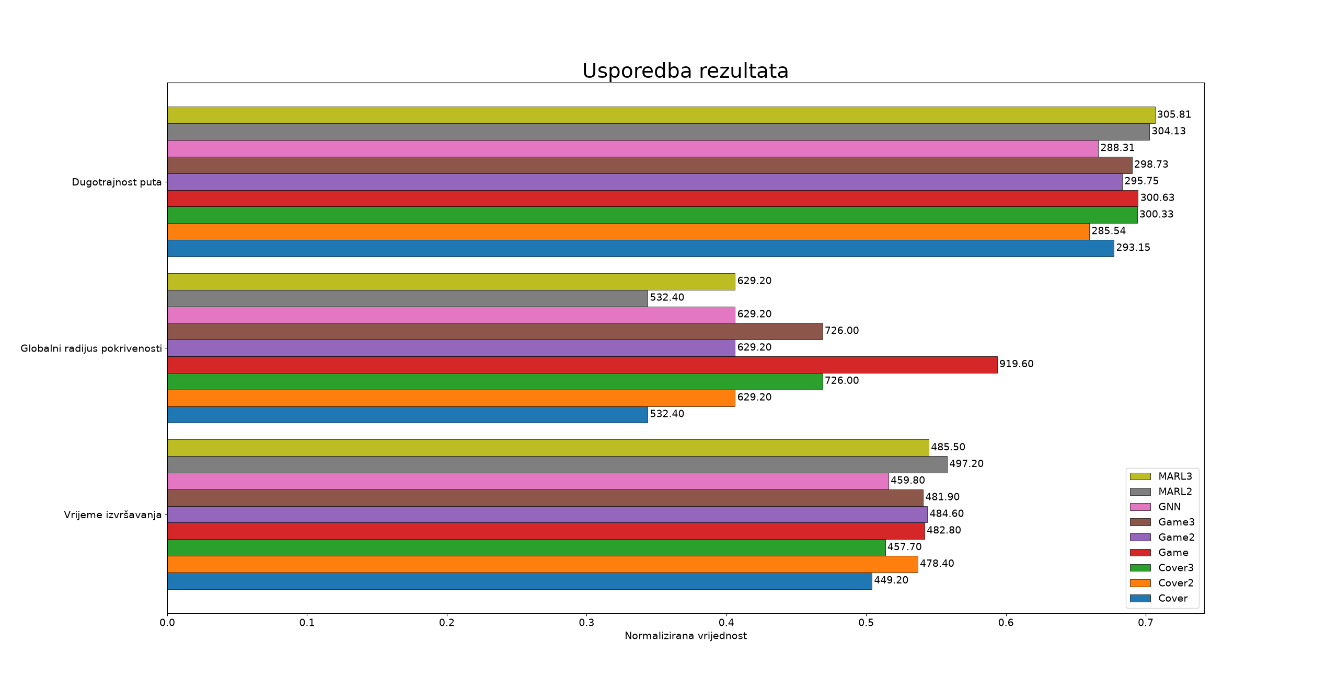 Usporedba rezultata
305.81
304.13
288.31
298.73
Dugotrajnost puta
295.75
300.63
300.33
285.54
293.15
629.20
532.40
629.20
726.00
Globalni radijus pokrivenosti
629.20
919.60
726.00
629.20
532.40
485.50
497.20
459.80
481.90
Vrijeme izvršavanja
484.60
482.80
457.70
478.40
449.20
MARL3
MARL2
GNN
Game3
Game2
Game
Cover3
Cover2
Cover
0.0 0.1 0.2 0.3 0.4 0.5 0.6 0.7
Normalizirana vrijednost